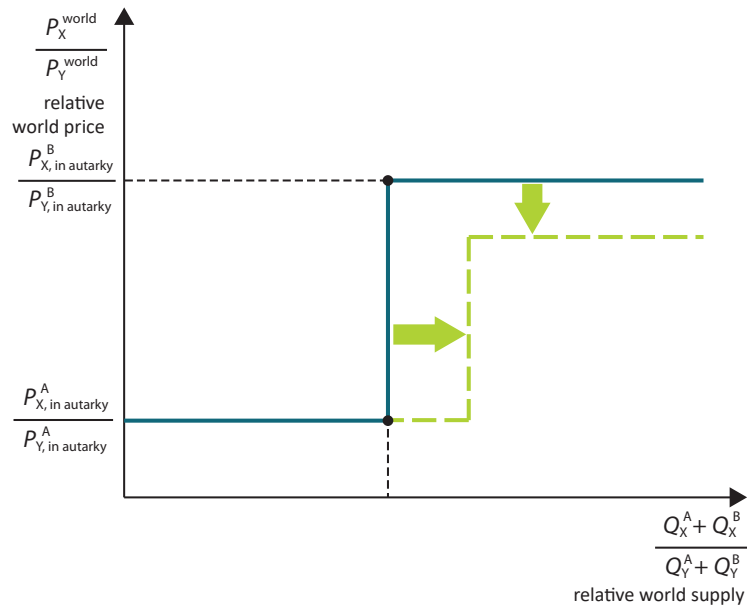 P_X^world
P_Y^world
relative
world price
P_X, in autarky^B
P_Y, in autarky^B
P_X, in autarky^A
P_Y, in autarky^A
Q_X^A + Q_X^B
Q_Y^A + Q_Y^B
relative world supply